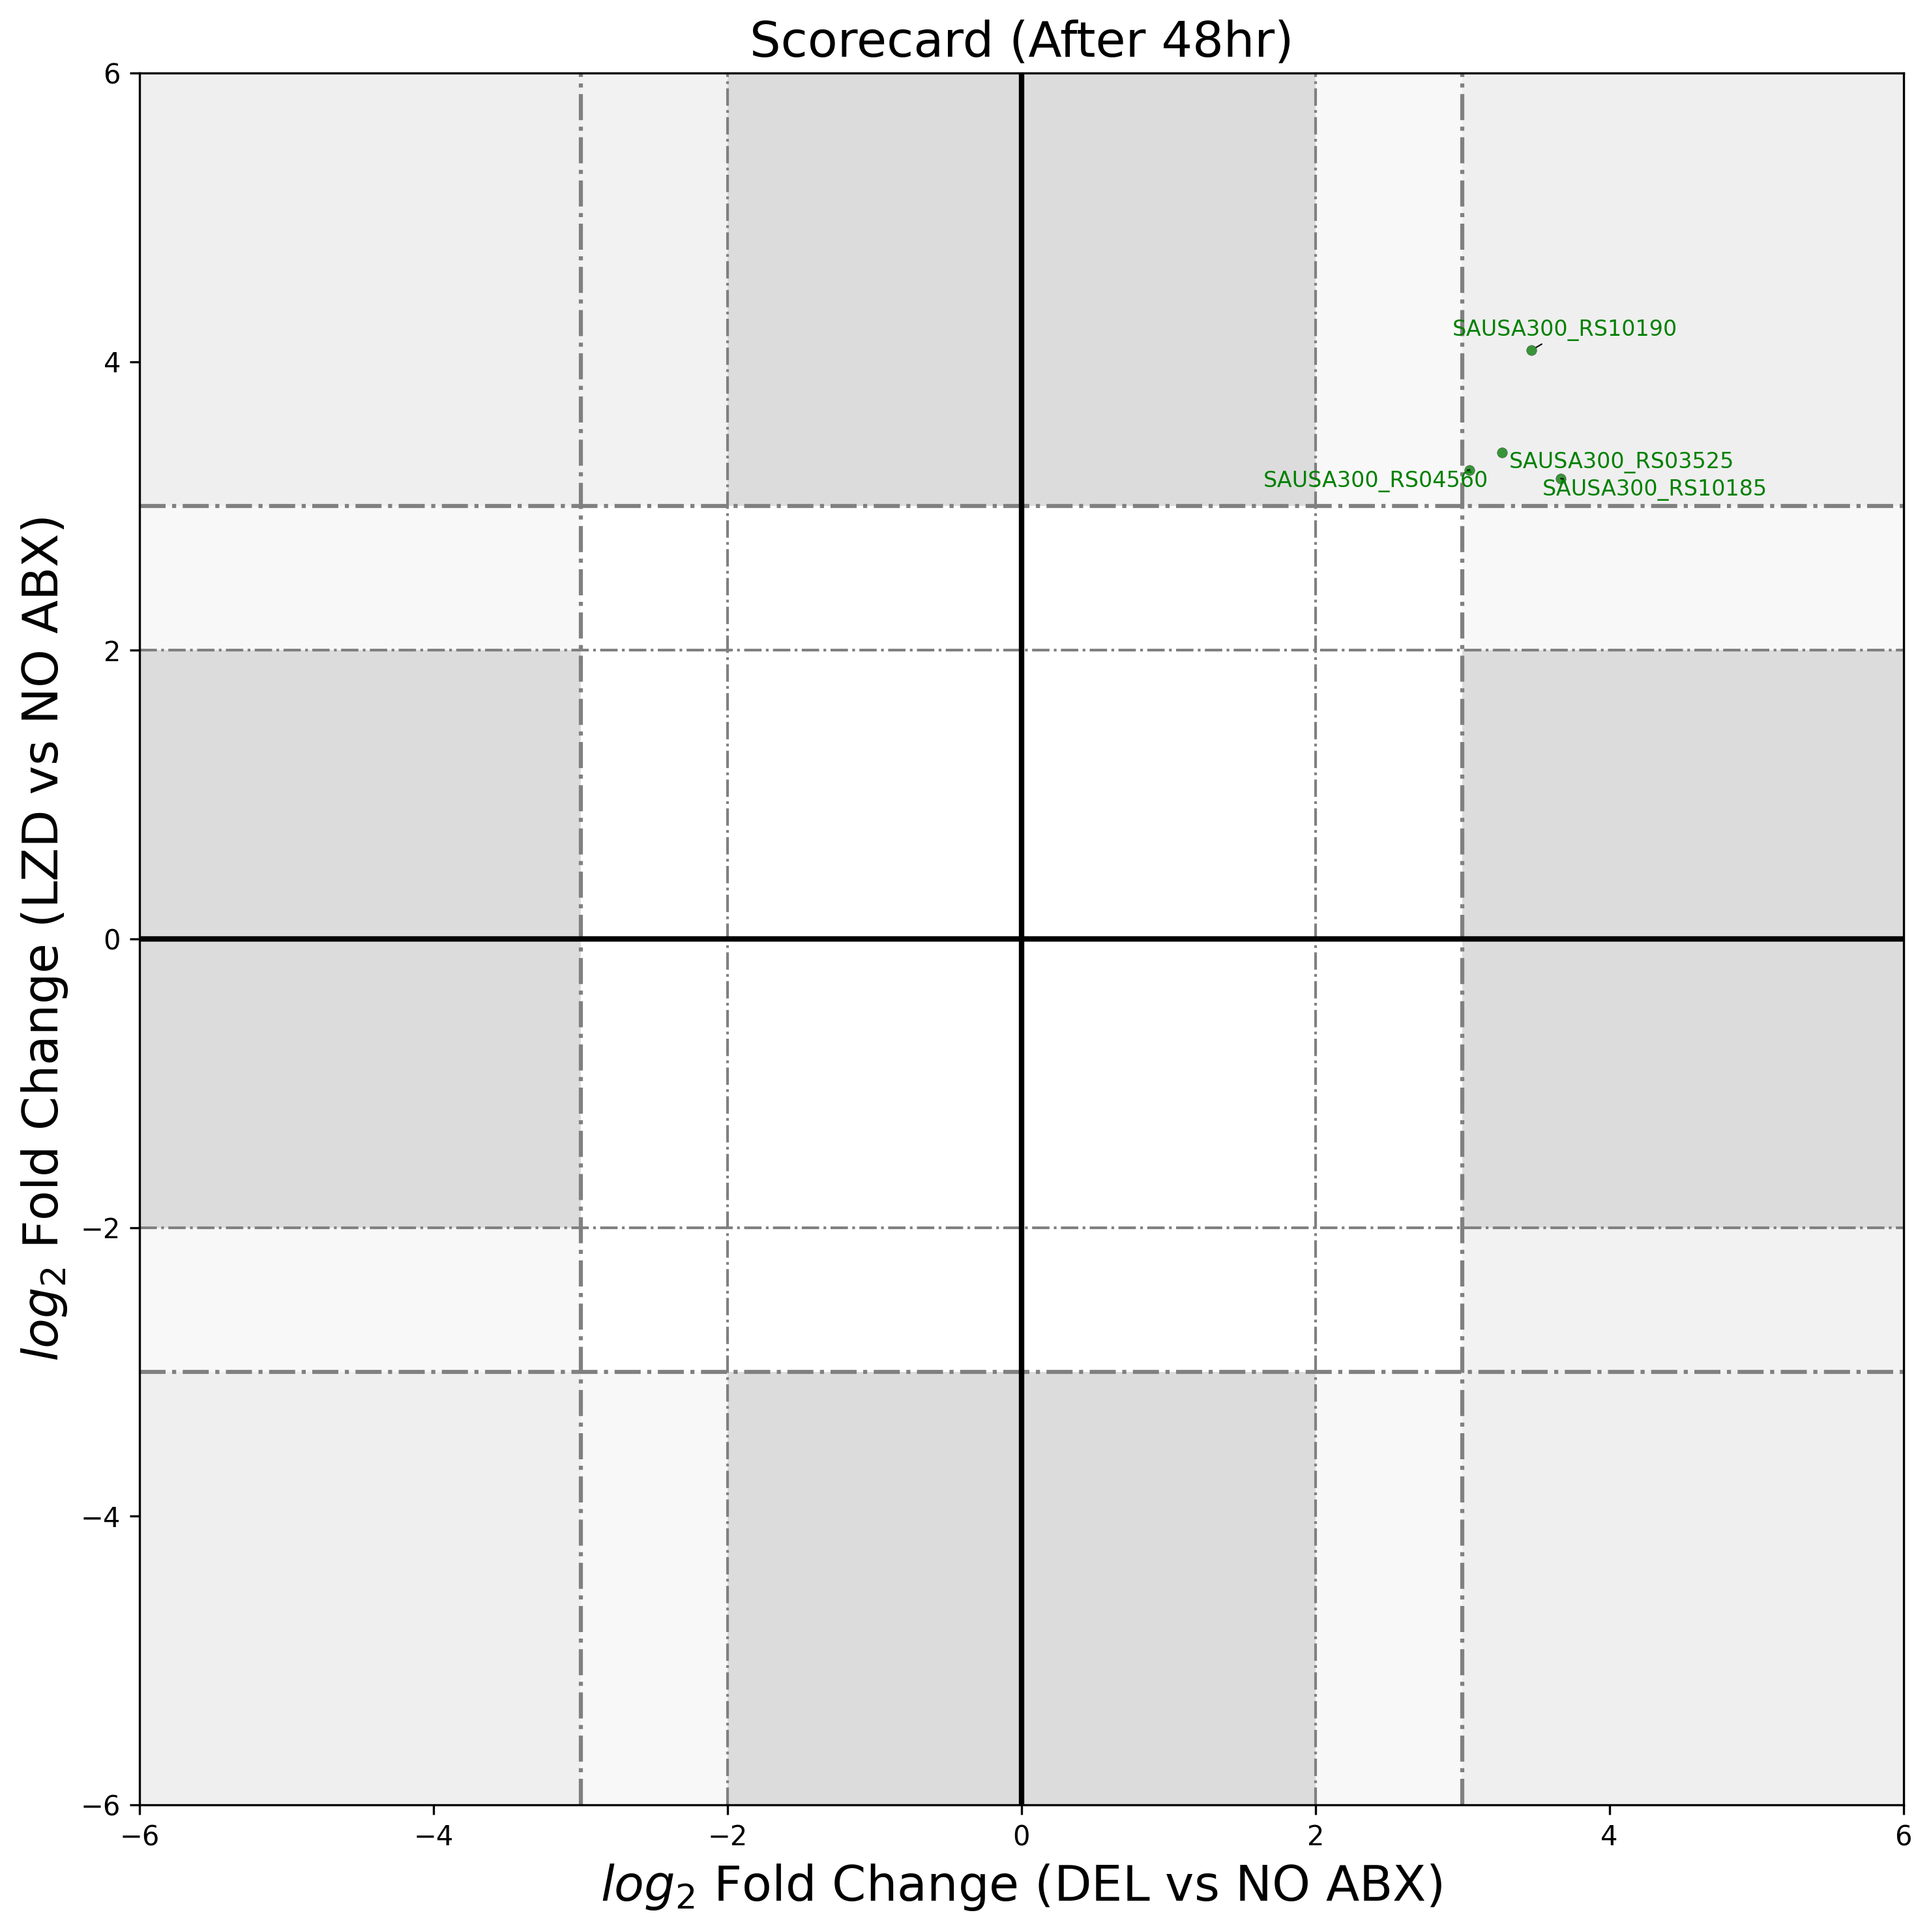 Scorecard (After 48hr)
6
4
2
0
−2
−4
−6
log2 Fold Change (LZD vs NO ABX)
SAUSA300_RS10190
SAUSA300_RS03525
SAUSA300_RS04560
SAUSA300_RS10185
−6 −4 −2 0 2 4 6
log2 Fold Change (DEL vs NO ABX)